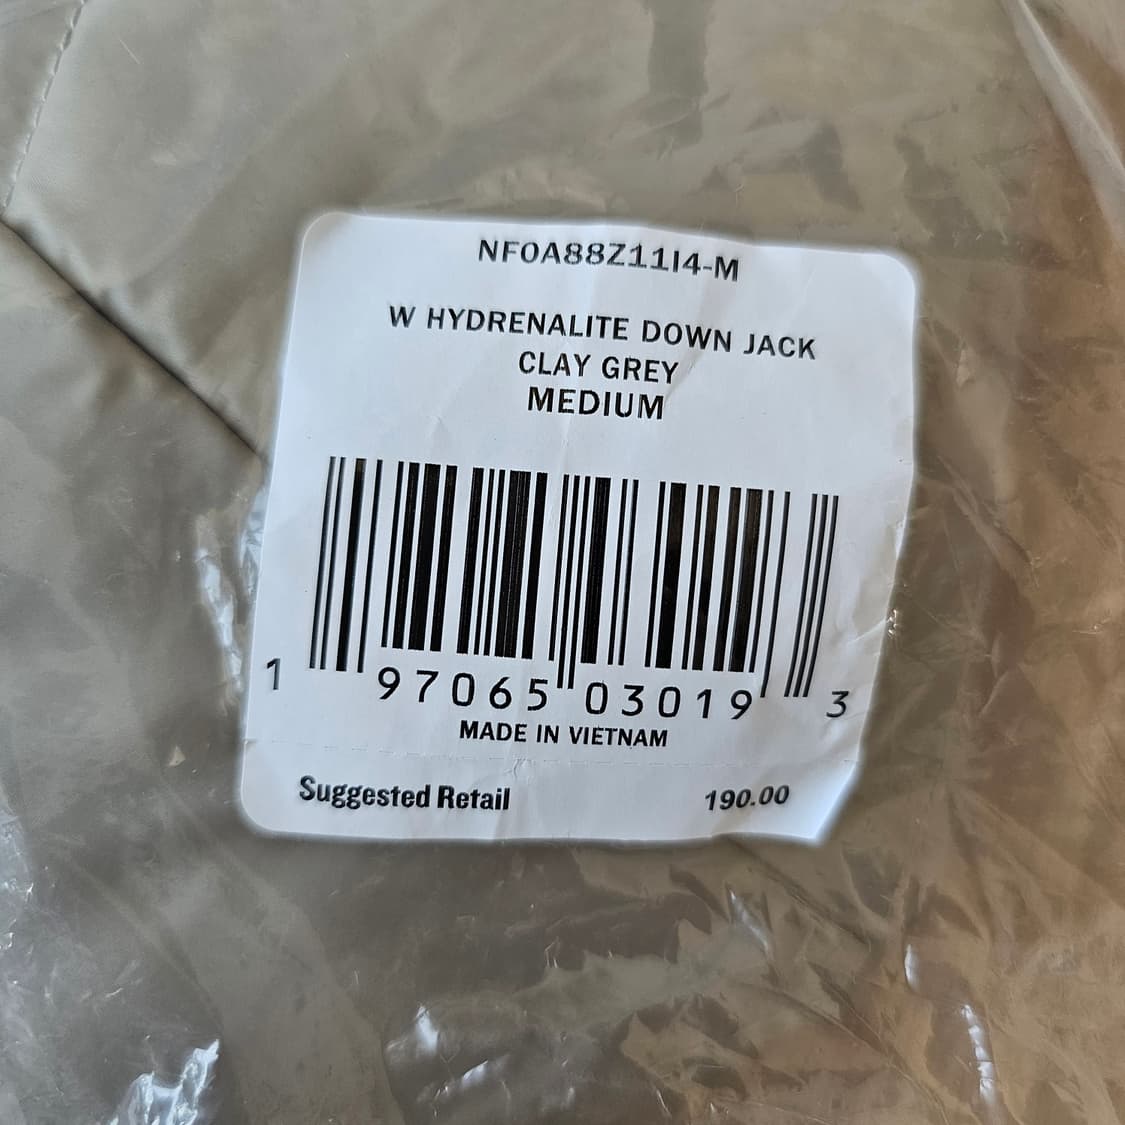 NF0A88Z11I4-M
W HYDRENALITE DOWN JACK
CLAY GREY
MEDIUM
1 97065 03019 3
MADE IN VIETNAM
Suggested Retail 190.00